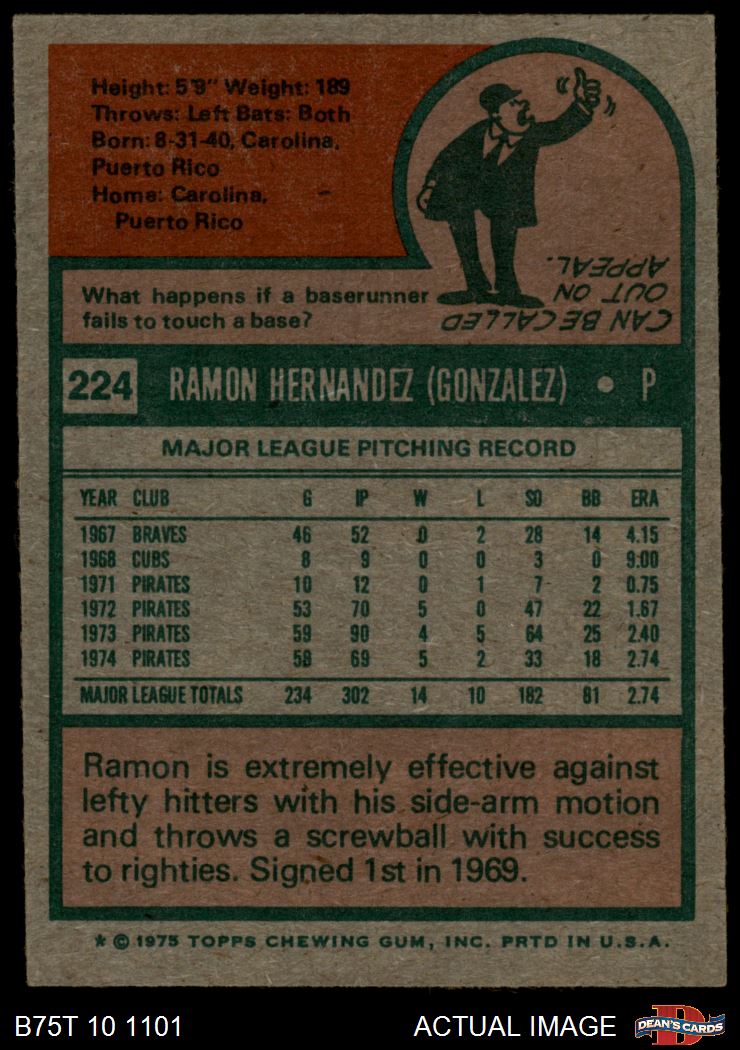 Height: 5'9" Weight: 189
Throws: Left Bats: Both
Born: 8-31-40, Carolina,
Puerto Rico
Home: Carolina,
Puerto Rico
What happens if a baserunner
fails to touch a base?
CAN BE CALLED
OUT ON
APPEAL.
224 RAMON HERNANDEZ (GONZALEZ) • P
MAJOR LEAGUE PITCHING RECORD
YEAR CLUB G IP W L SO BB ERA
1967 BRAVES 46 52 0 2 28 14 4.15
1968 CUBS 8 9 0 0 3 0 9.00
1971 PIRATES 10 12 0 1 7 2 0.75
1972 PIRATES 53 70 5 0 47 22 1.67
1973 PIRATES 59 90 4 5 64 25 2.40
1974 PIRATES 58 69 5 2 33 18 2.74
MAJOR LEAGUE TOTALS 234 302 14 10 182 81 2.74
Ramon is extremely effective against
lefty hitters with his side-arm motion
and throws a screwball with success
to righties. Signed 1st in 1969.
* © 1975 TOPPS CHEWING GUM, INC. PRTD IN U.S.A.
B75T 10 1101 ACTUAL IMAGE DEAN'S CARDS